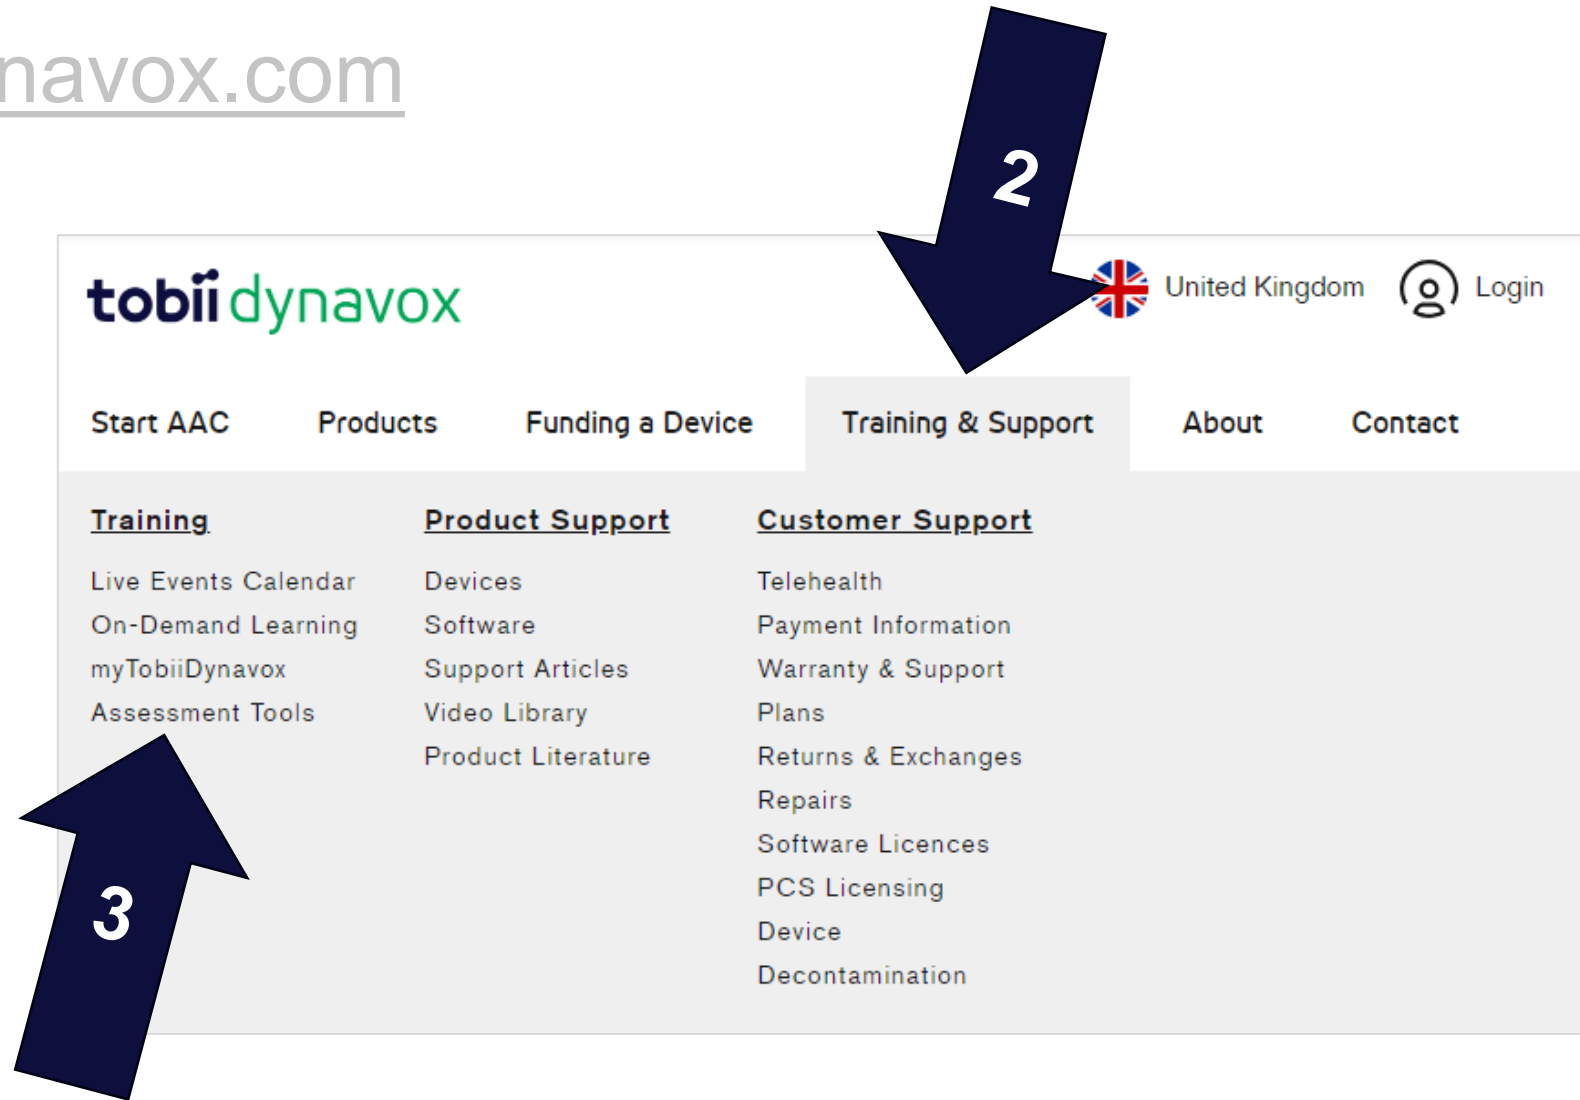 navox.com
2
tobii dynavox
United Kingdom
Login
Start AAC
Products
Funding a Device
Training & Support
About
Contact
Training
Live Events Calendar
On-Demand Learning
myTobiiDynavox
Assessment Tools
Product Support
Devices
Software
Support Articles
Video Library
Product Literature
Customer Support
Telehealth
Payment Information
Warranty & Support
Plans
Returns & Exchanges
Repairs
Software Licences
PCS Licensing
Device
Decontamination
3